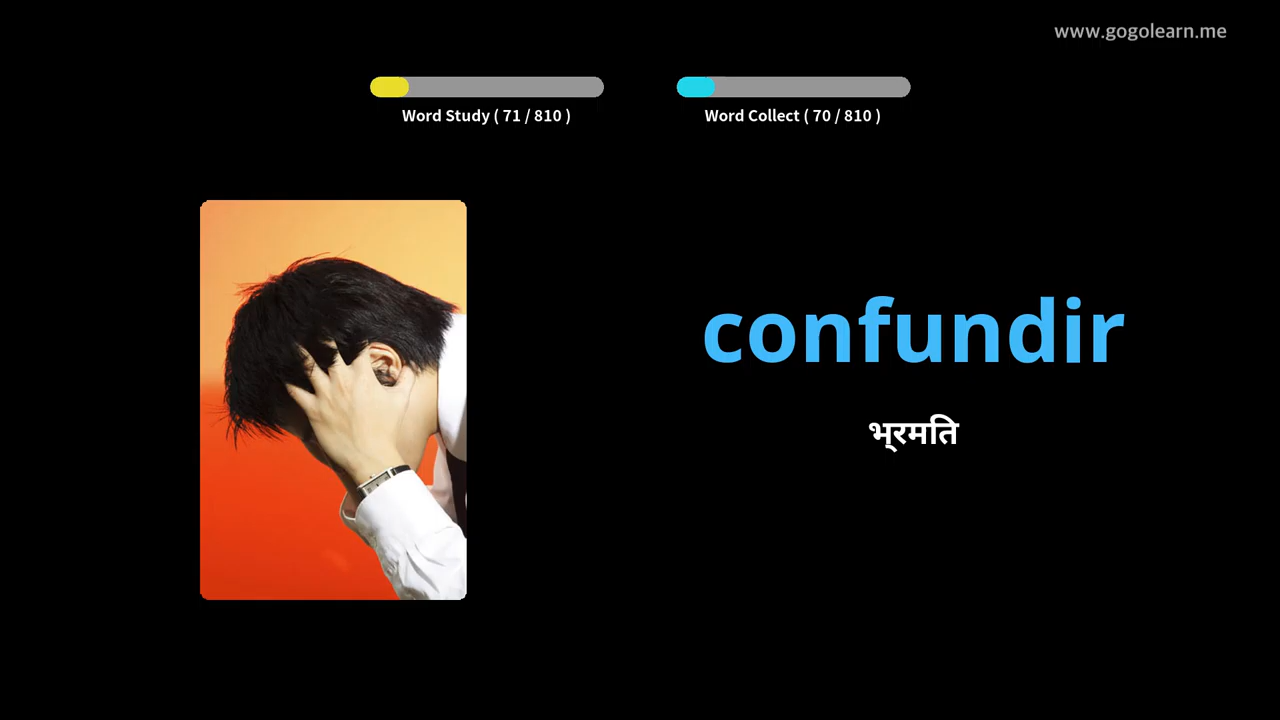 www.gogolearn.me
Word Study ( 71 / 810 )
Word Collect ( 70 / 810 )
confundir
भ्रमति